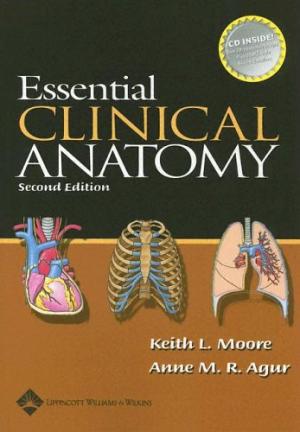 CD INSIDE!
Essential
CLINICAL
ANATOMY
Second Edition
Keith L. Moore
Anne M. R. Agur
LIPPINCOTT WILLIAMS & WILKINS